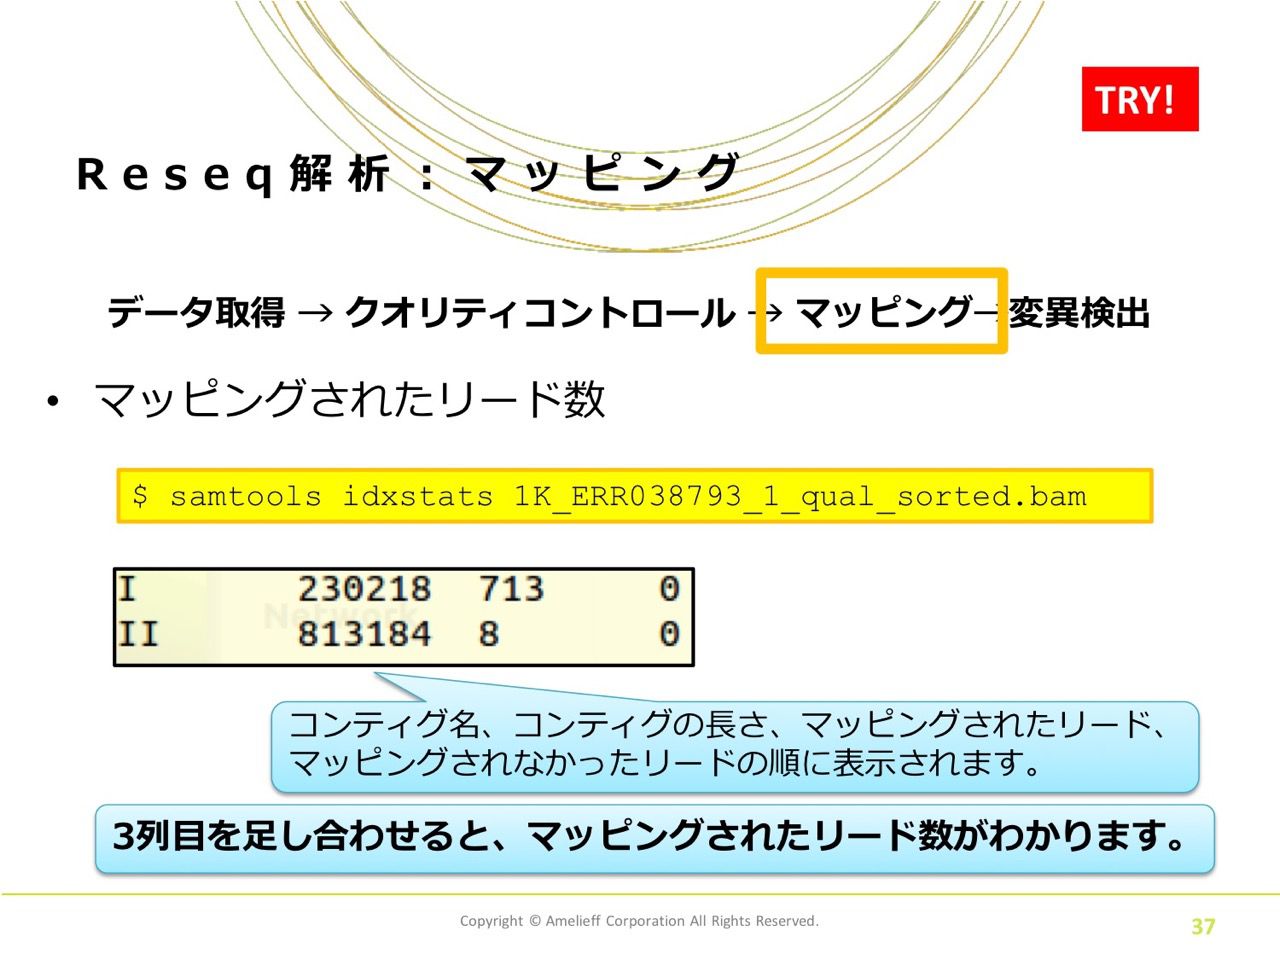 TRY!
Reseq解析：マッピング
データ取得 → クオリティコントロール → マッピング→変異検出
• マッピングされたリード数
$ samtools idxstats 1K_ERR038793_1_qual_sorted.bam
I 230218 713 0
II 813184 8 0
Network
コンティグ名、コンティグの長さ、マッピングされたリード、
マッピングされなかったリードの順に表示されます。
3列目を足し合わせると、マッピングされたリード数がわかります。
Copyright © Amelieff Corporation All Rights Reserved.
37